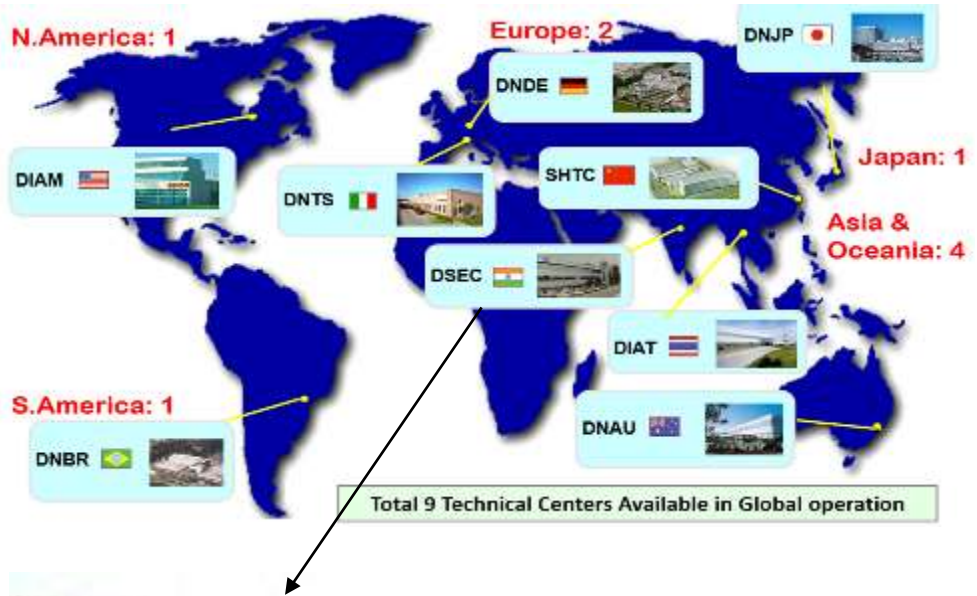 N.America: 1
Europe: 2
DNJP
DNDE
DIAM
DNTS
SHTC
Japan: 1
Asia &
Oceania: 4
DSEC
DIAT
S.America: 1
DNAU
DNBR
Total 9 Technical Centers Available in Global operation